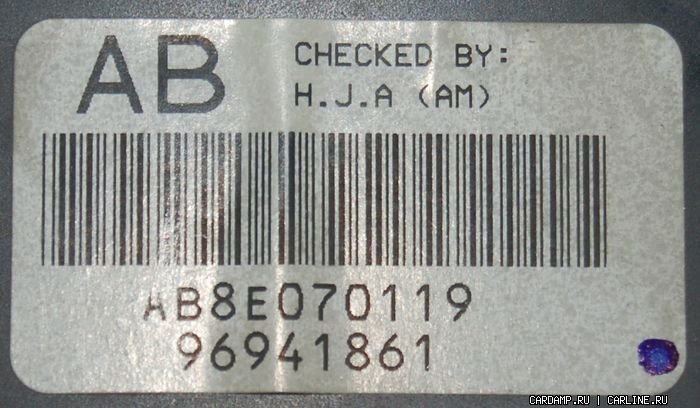 AB
CHECKED BY:
H.J.A (AM)
AB8E070119
96941861
CARDAMP.RU | CARLINE.RU